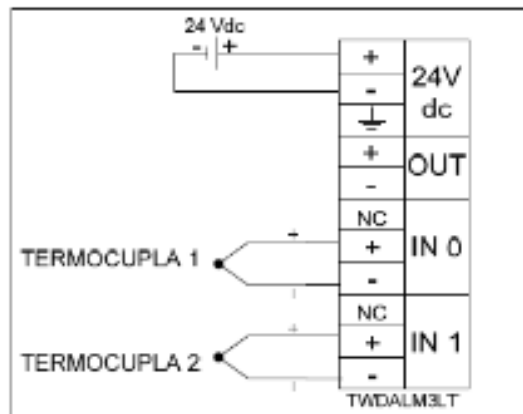 24 Vdc
- +
+
-
24V
dc
+
-
OUT
NC
+
-
IN 0
+
-
TERMOCUPLA 1
NC
+
-
IN 1
+
-
TERMOCUPLA 2
TWDALM3LT